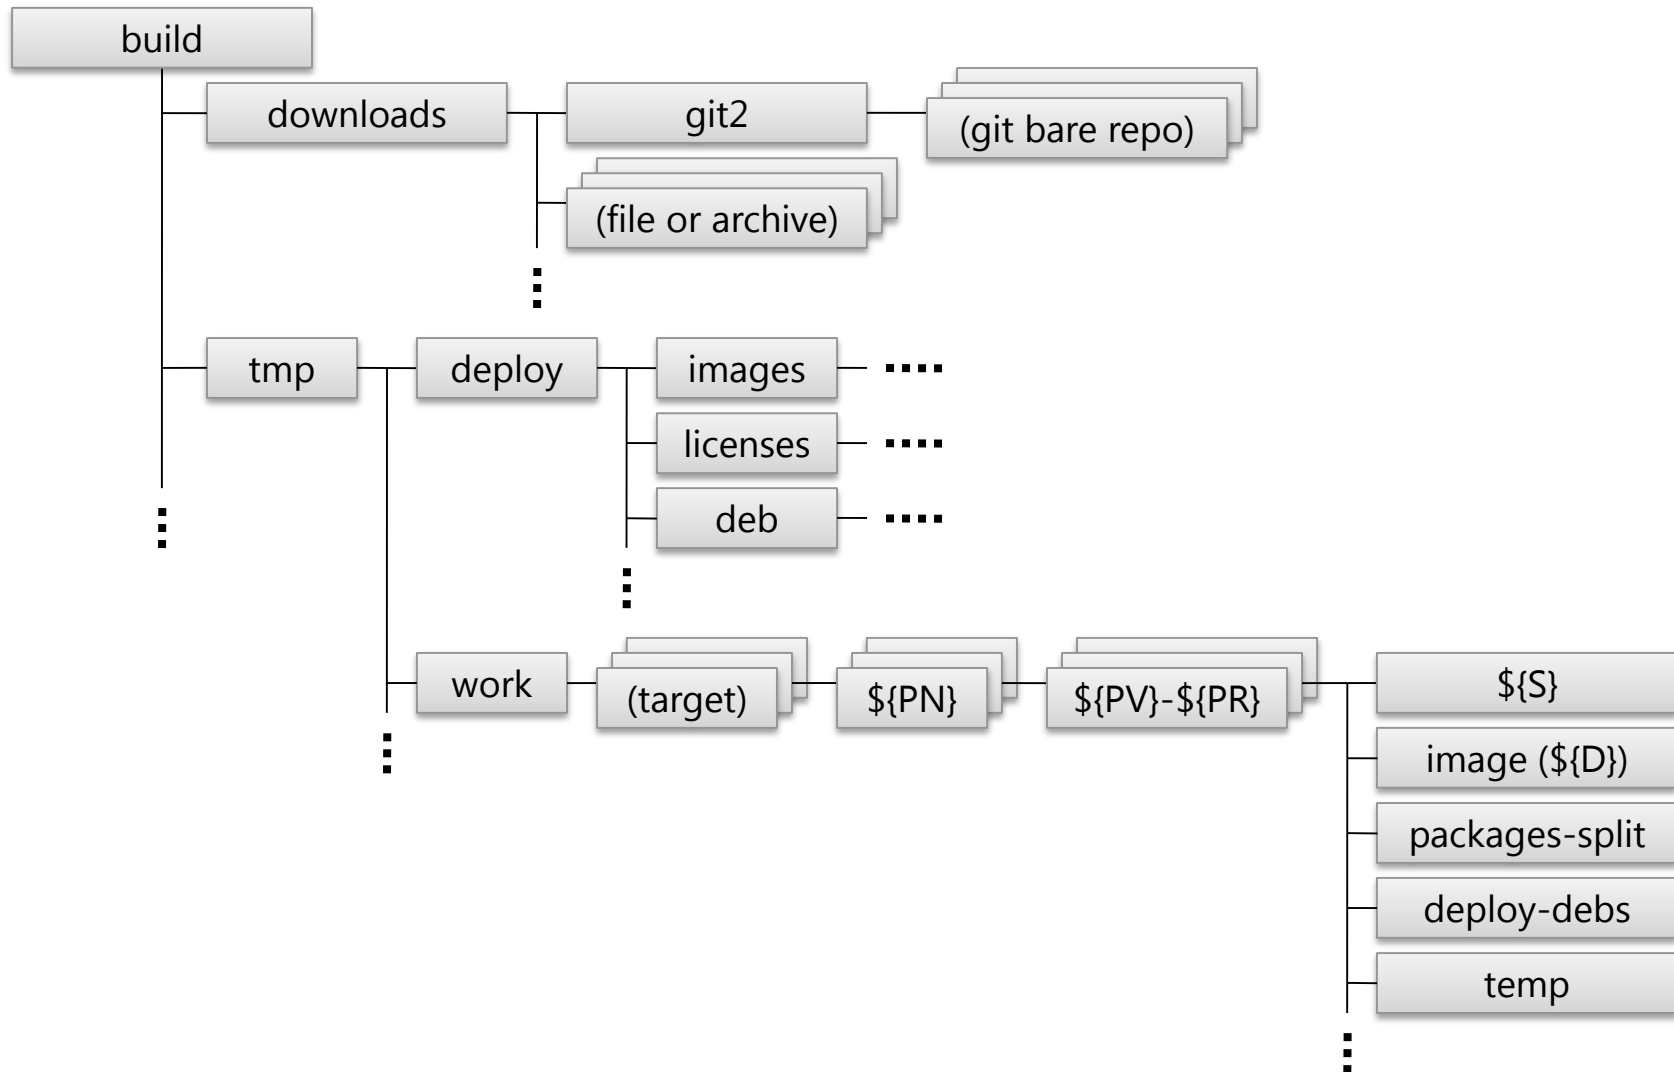 build
downloads
git2
(git bare repo)
(file or archive)
tmp
deploy
images
licenses
deb
work
(target)
${PN}
${PV}-${PR}
${S}
image (${D})
packages-split
deploy-debs
temp